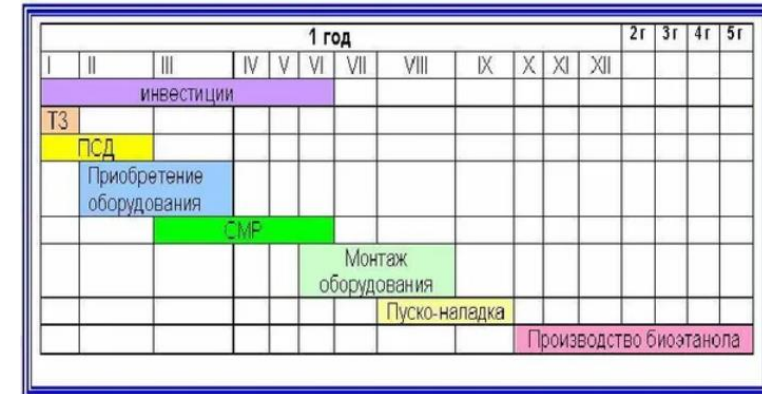 1 год 2г 3г 4г 5г
I II III IV V VI VII VIII IX X XI XII
инвестиции
ТЗ
ПСД
Приобретение
оборудования
СМР
Монтаж
оборудования
Пуско-наладка
Производство биоэтанола